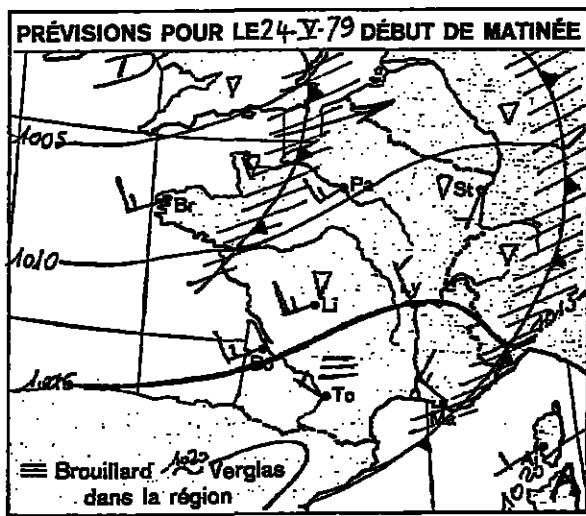 PRÉVISIONS POUR LE 24-V-79 DÉBUT DE MATINÉE
D
1005
Pa
St
Br
1010
Li
Ly
1015
Bo
1015
To
Ma
1020
1020
≡ Brouillard Verglas
dans la région